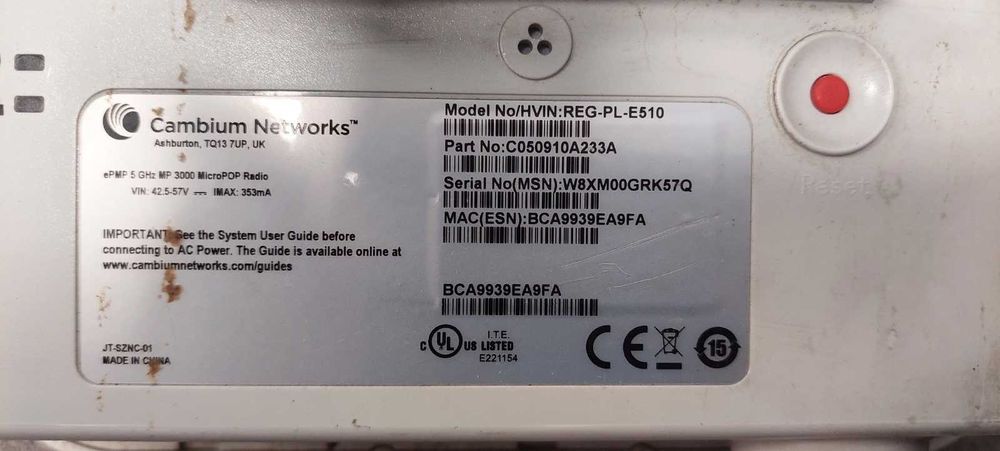 Cambium Networks™
Ashburton, TQ13 7UP, UK
ePMP 5 GHz MP 3000 MicroPOP Radio
VIN: 42.5-57V ⎓ IMAX: 353mA
IMPORTANT: See the System User Guide before
connecting to AC Power. The Guide is available online at
www.cambiumnetworks.com/guides
JT-SZNC-01
MADE IN CHINA
Model No/HVIN:REG-PL-E510
Part No:C050910A233A
Serial No(MSN):W8XM00GRK57Q
MAC(ESN):BCA9939EA9FA
BCA9939EA9FA
C UL US LISTED
I.T.E.
E221154
CE
15
Reset